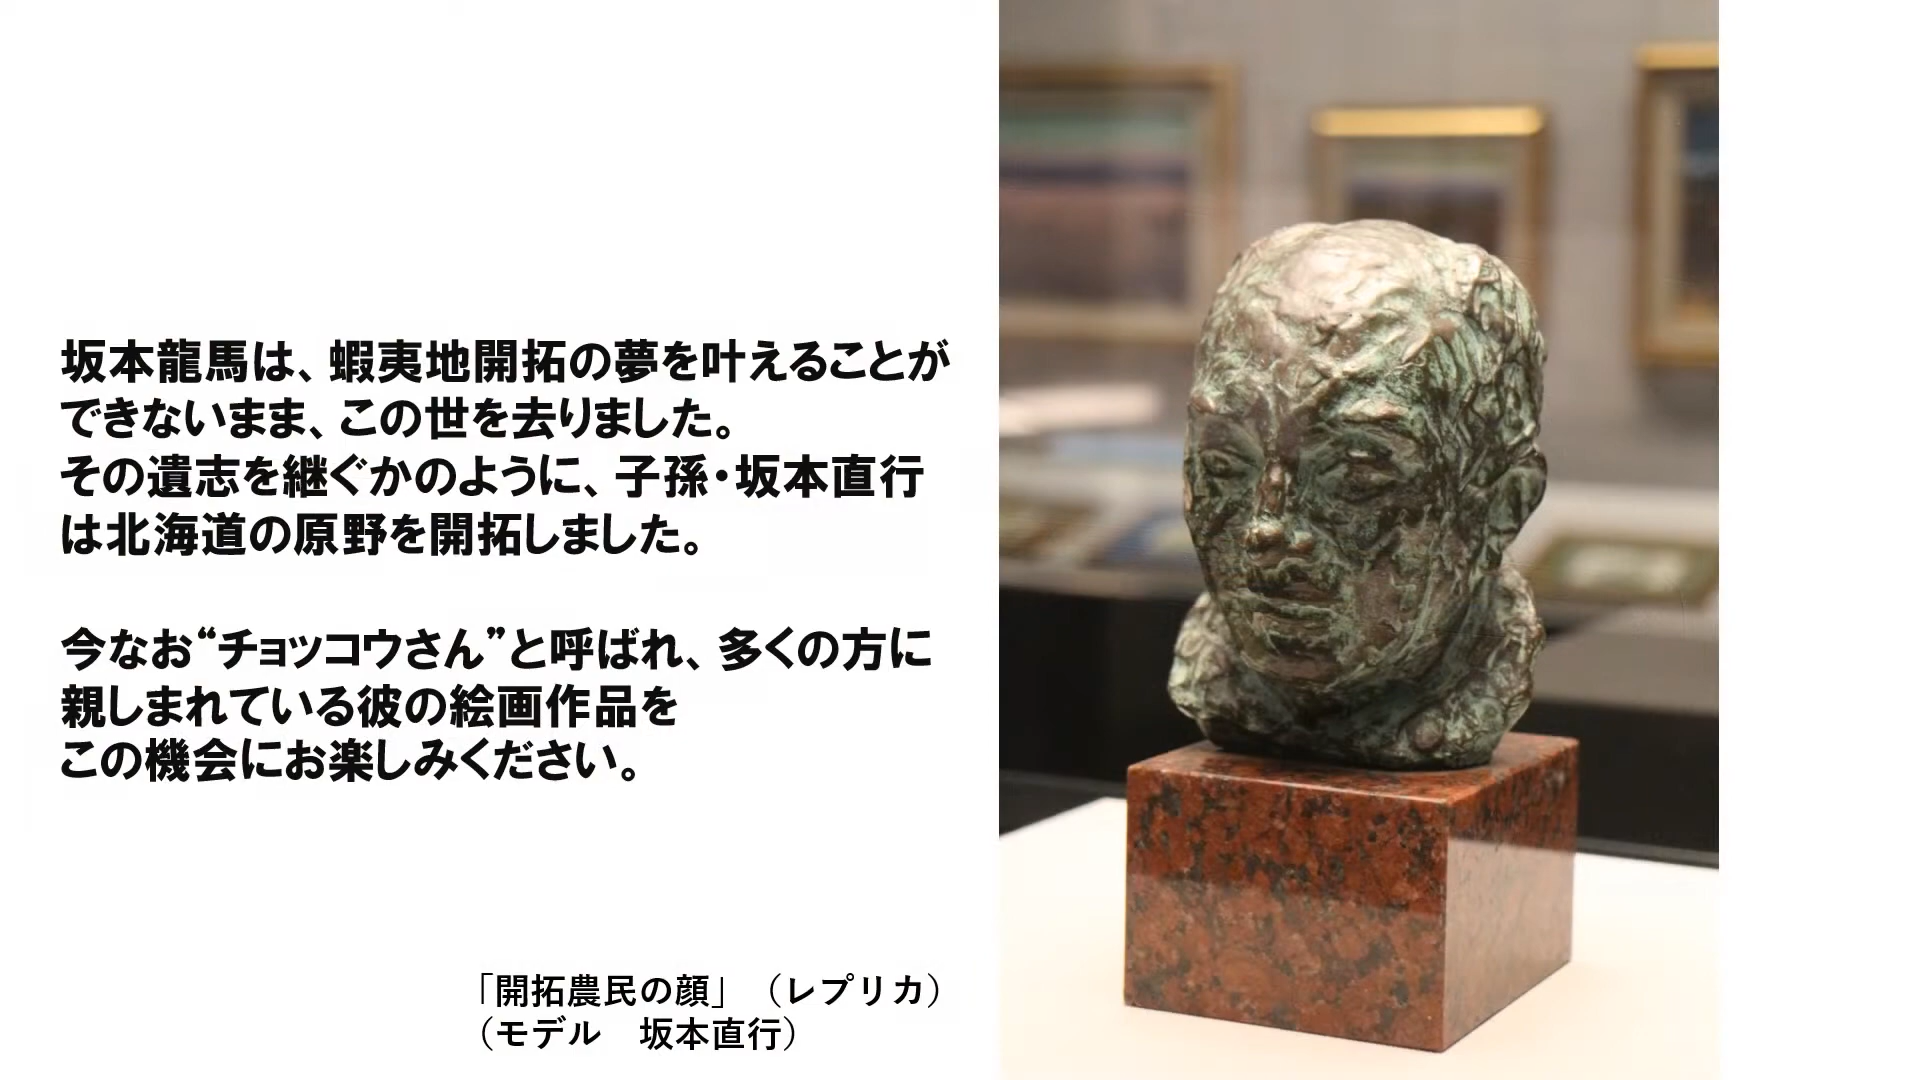 坂本龍馬は、蝦夷地開拓の夢を叶えることが
できないまま、この世を去りました。
その遺志を継ぐかのように、子孫・坂本直行
は北海道の原野を開拓しました。
今なお“チョッコウさん”と呼ばれ、多くの方に
親しまれている彼の絵画作品を
この機会にお楽しみください。
「開拓農民の顔」（レプリカ）
（モデル　坂本直行）